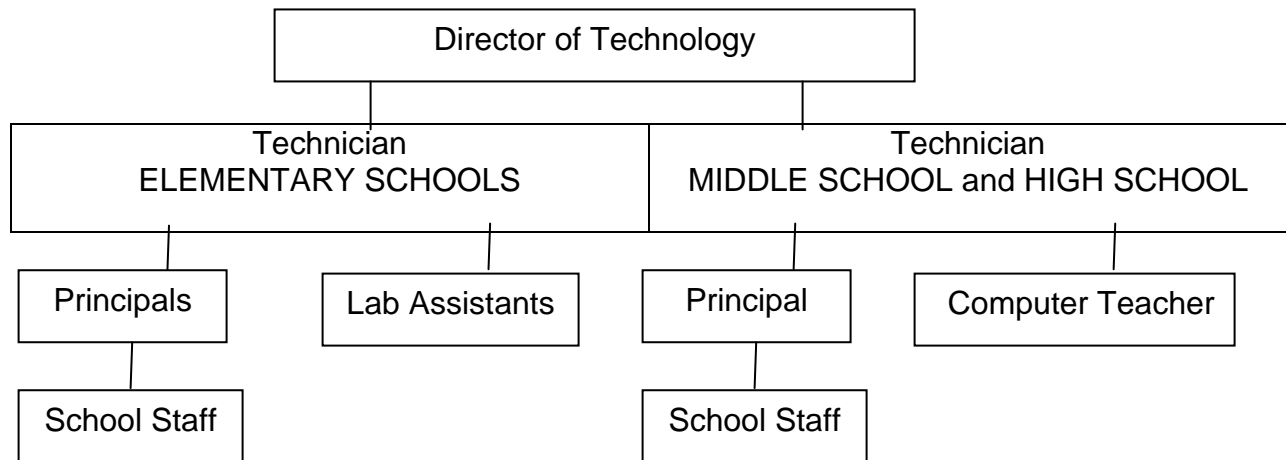 Director of Technology
Technician
ELEMENTARY SCHOOLS
Technician
MIDDLE SCHOOL and HIGH SCHOOL
Principals
Lab Assistants
Principal
Computer Teacher
School Staff
School Staff